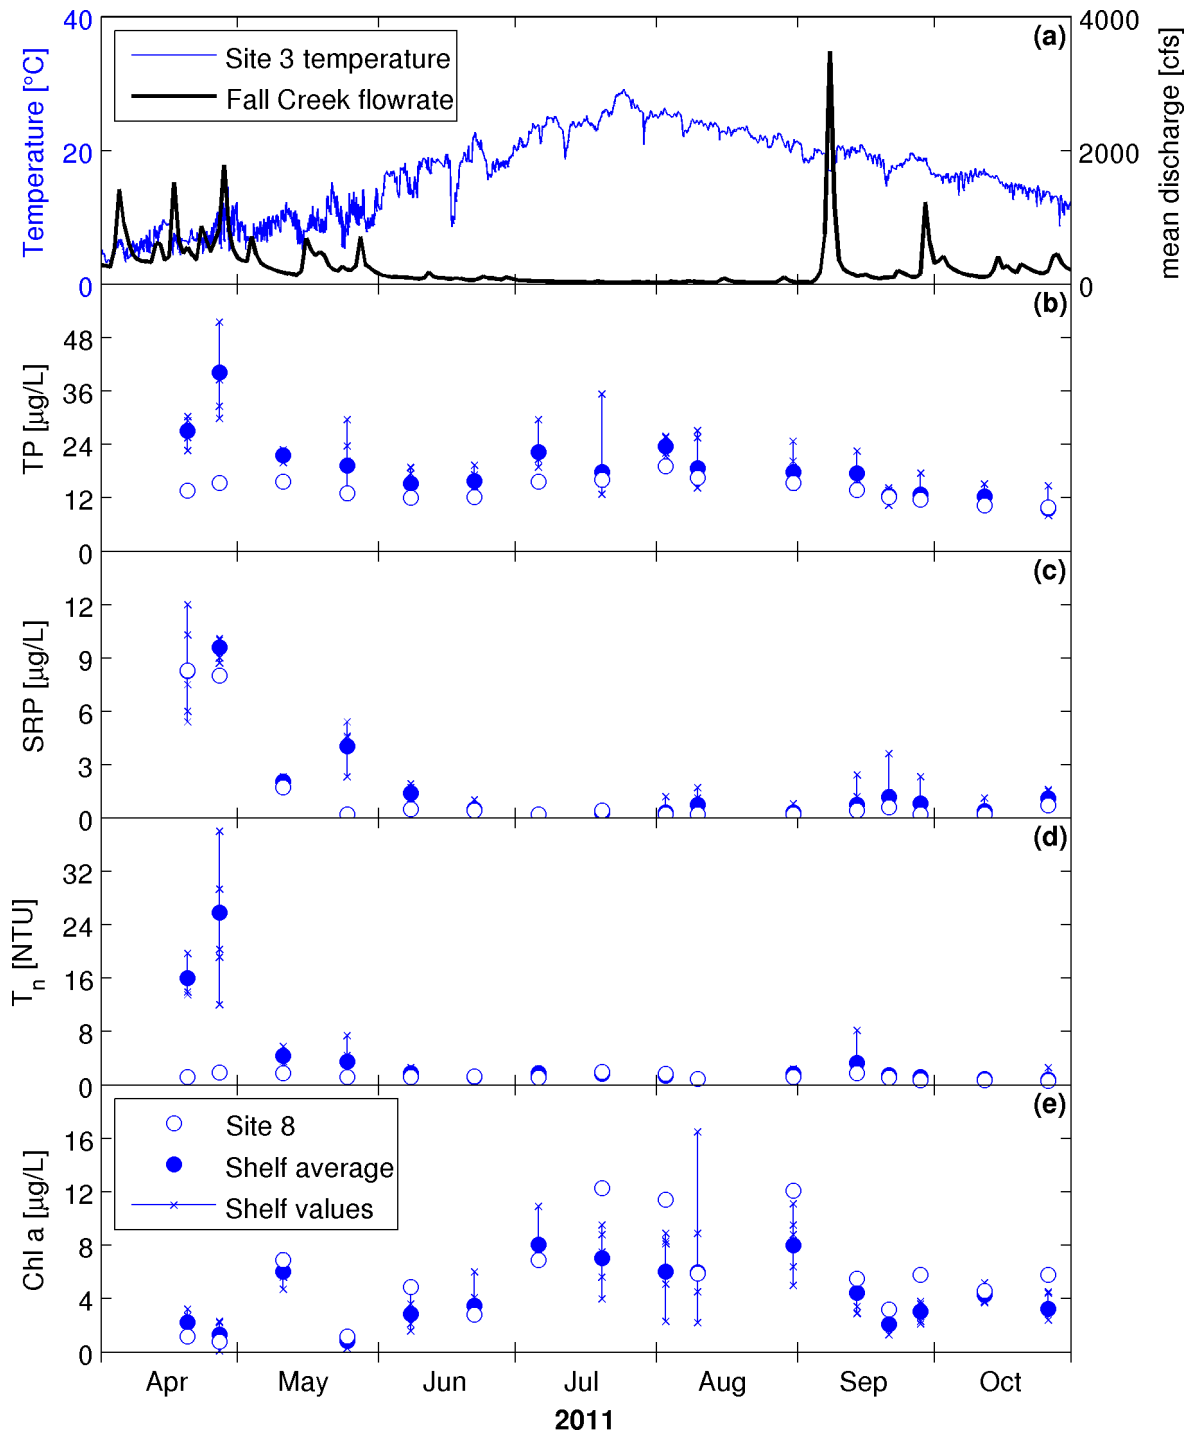 40
4000
(a)
Site 3 temperature
Fall Creek flowrate
Temperature [°C]
mean discharge [cfs]
20
2000
0
0
(b)
48
36
TP [µg/L]
24
12
0
(c)
12
9
SRP [µg/L]
6
3
0
(d)
32
24
Tn [NTU]
16
8
0
(e)
Site 8
Shelf average
Shelf values
16
12
Chl a [µg/L]
8
4
0
Apr May Jun Jul Aug Sep Oct
2011